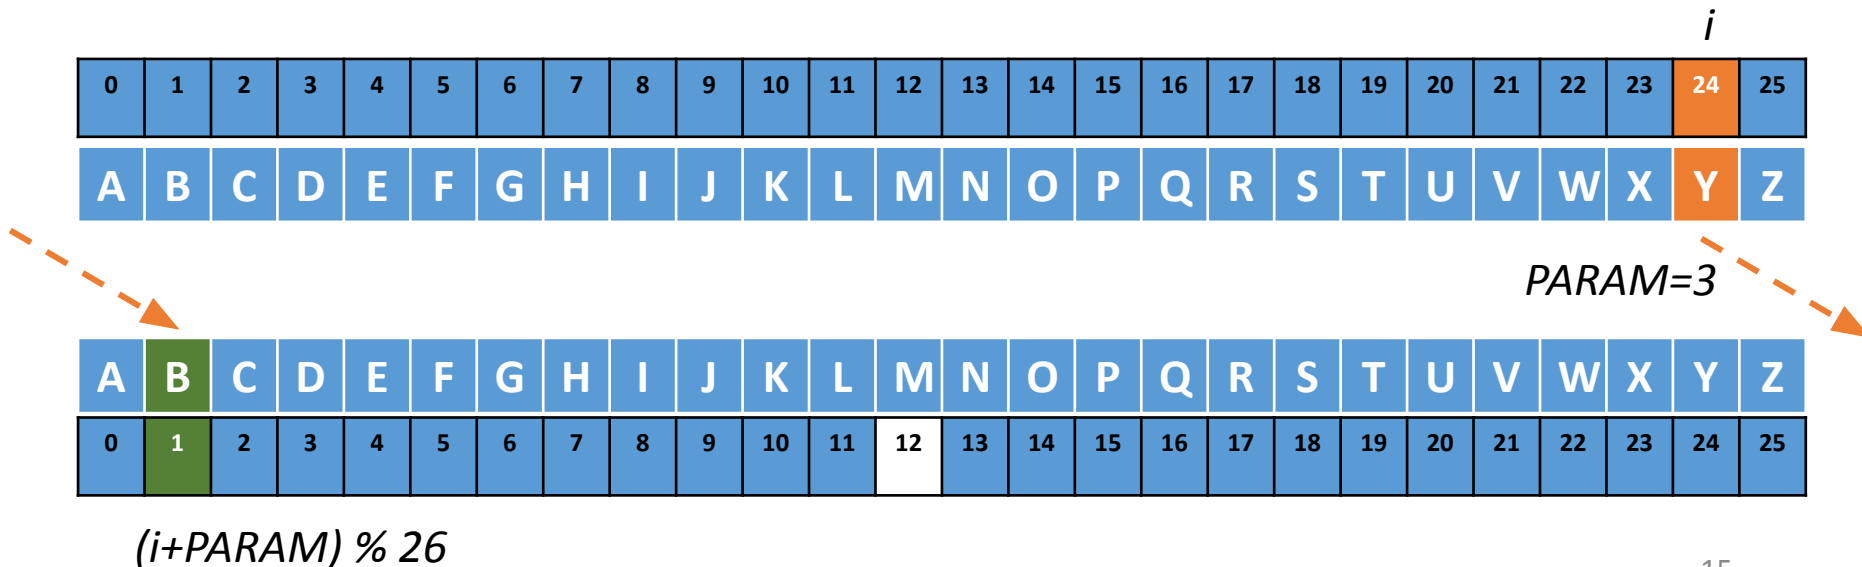 i
0 1 2 3 4 5 6 7 8 9 10 11 12 13 14 15 16 17 18 19 20 21 22 23 24 25
A B C D E F G H I J K L M N O P Q R S T U V W X Y Z
PARAM=3
A B C D E F G H I J K L M N O P Q R S T U V W X Y Z
0 1 2 3 4 5 6 7 8 9 10 11 12 13 14 15 16 17 18 19 20 21 22 23 24 25
(i+PARAM) % 26
15